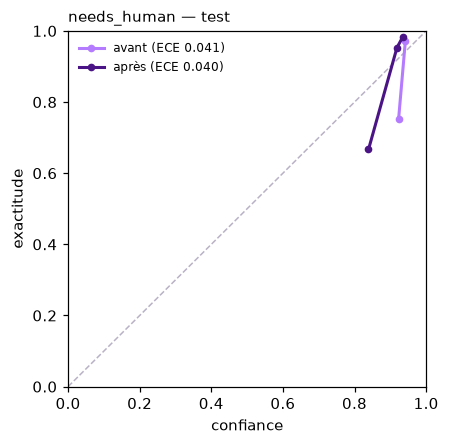 needs_human — test
avant (ECE 0.041)
après (ECE 0.040)
1.0
0.8
0.6
0.4
0.2
0.0
exactitude
0.0 0.2 0.4 0.6 0.8 1.0
confiance